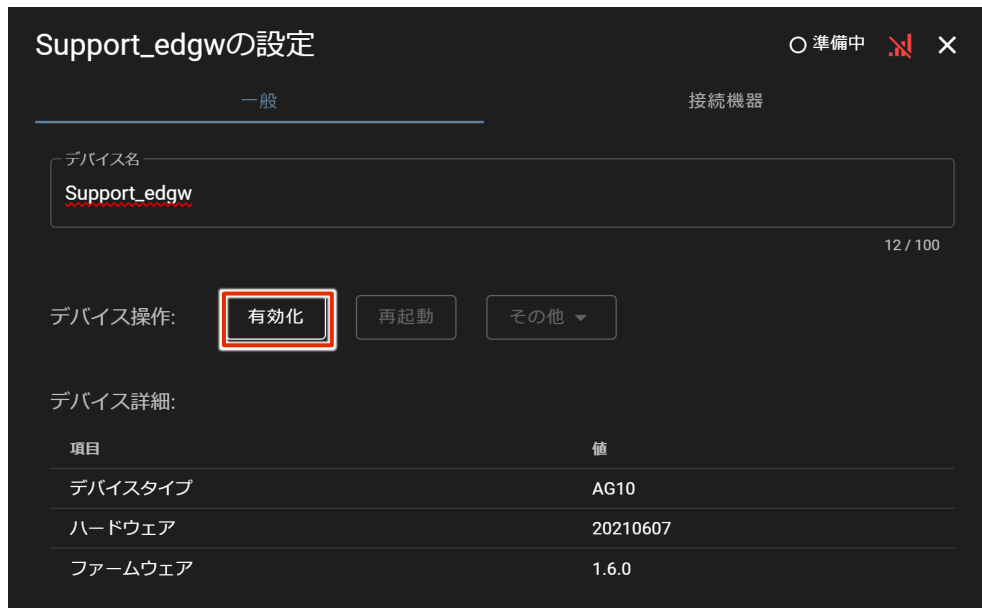 Support_edgwの設定
準備中
一般
接続機器
デバイス名
Support_edgw
12 / 100
デバイス操作: 有効化 再起動 その他
デバイス詳細:
項目 値
デバイスタイプ AG10
ハードウェア 20210607
ファームウェア 1.6.0